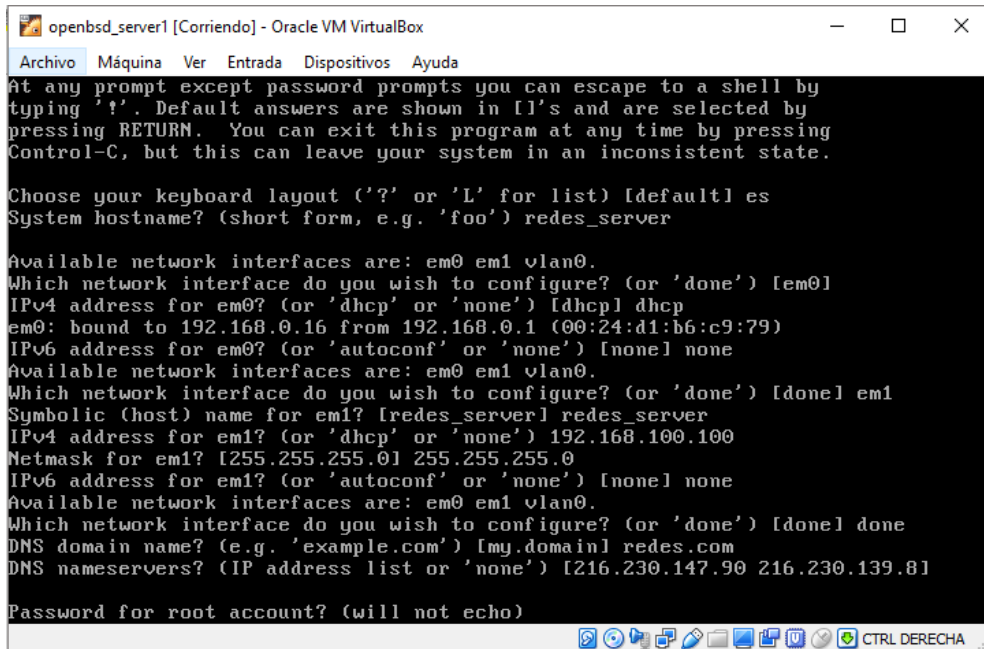 openbsd_server1 [Corriendo] - Oracle VM VirtualBox
Archivo Máquina Ver Entrada Dispositivos Ayuda
At any prompt except password prompts you can escape to a shell by
typing '!'. Default answers are shown in []'s and are selected by
pressing RETURN.  You can exit this program at any time by pressing
Control-C, but this can leave your system in an inconsistent state.

Choose your keyboard layout ('?' or 'L' for list) [default] es
System hostname? (short form, e.g. 'foo') redes_server

Available network interfaces are: em0 em1 vlan0.
Which network interface do you wish to configure? (or 'done') [em0]
IPv4 address for em0? (or 'dhcp' or 'none') [dhcp] dhcp
em0: bound to 192.168.0.16 from 192.168.0.1 (00:24:d1:b6:c9:79)
IPv6 address for em0? (or 'autoconf' or 'none') [none] none
Available network interfaces are: em0 em1 vlan0.
Which network interface do you wish to configure? (or 'done') [done] em1
Symbolic (host) name for em1? [redes_server] redes_server
IPv4 address for em1? (or 'dhcp' or 'none') 192.168.100.100
Netmask for em1? [255.255.255.0] 255.255.255.0
IPv6 address for em1? (or 'autoconf' or 'none') [none] none
Available network interfaces are: em0 em1 vlan0.
Which network interface do you wish to configure? (or 'done') [done] done
DNS domain name? (e.g. 'example.com') [my.domain] redes.com
DNS nameservers? (IP address list or 'none') [216.230.147.90 216.230.139.8]

Password for root account? (will not echo)
CTRL DERECHA